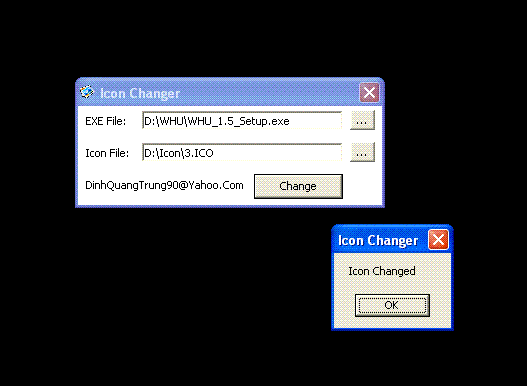 Icon Changer
EXE File: D:\WHU\WHU_1.5_Setup.exe ...
Icon File: D:\Icon\3.ICO ...
DinhQuangTrung90@Yahoo.Com Change
Icon Changer
Icon Changed
OK